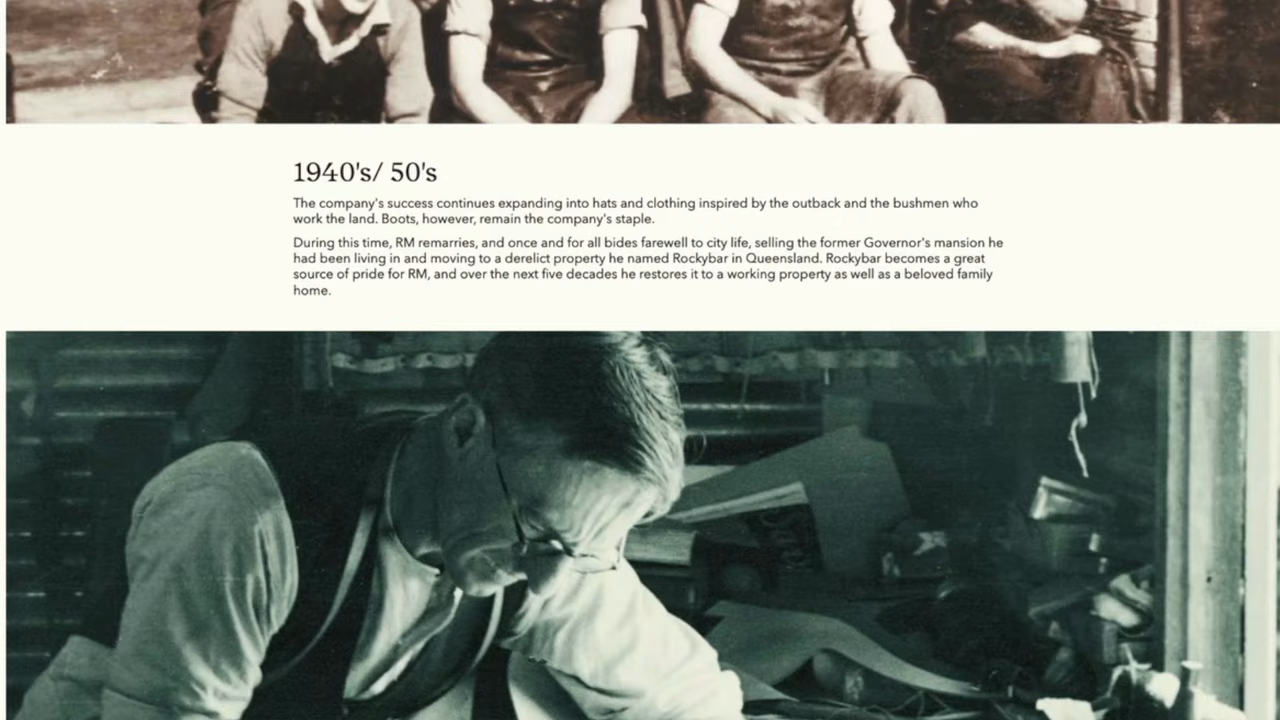 1940's/ 50's
The company's success continues expanding into hats and clothing inspired by the outback and the bushmen who
work the land. Boots, however, remain the company's staple.
During this time, RM remarries, and once and for all bides farewell to city life, selling the former Governor's mansion he
had been living in and moving to a derelict property he named Rockybar in Queensland. Rockybar becomes a great
source of pride for RM, and over the next five decades he restores it to a working property as well as a beloved family
home.